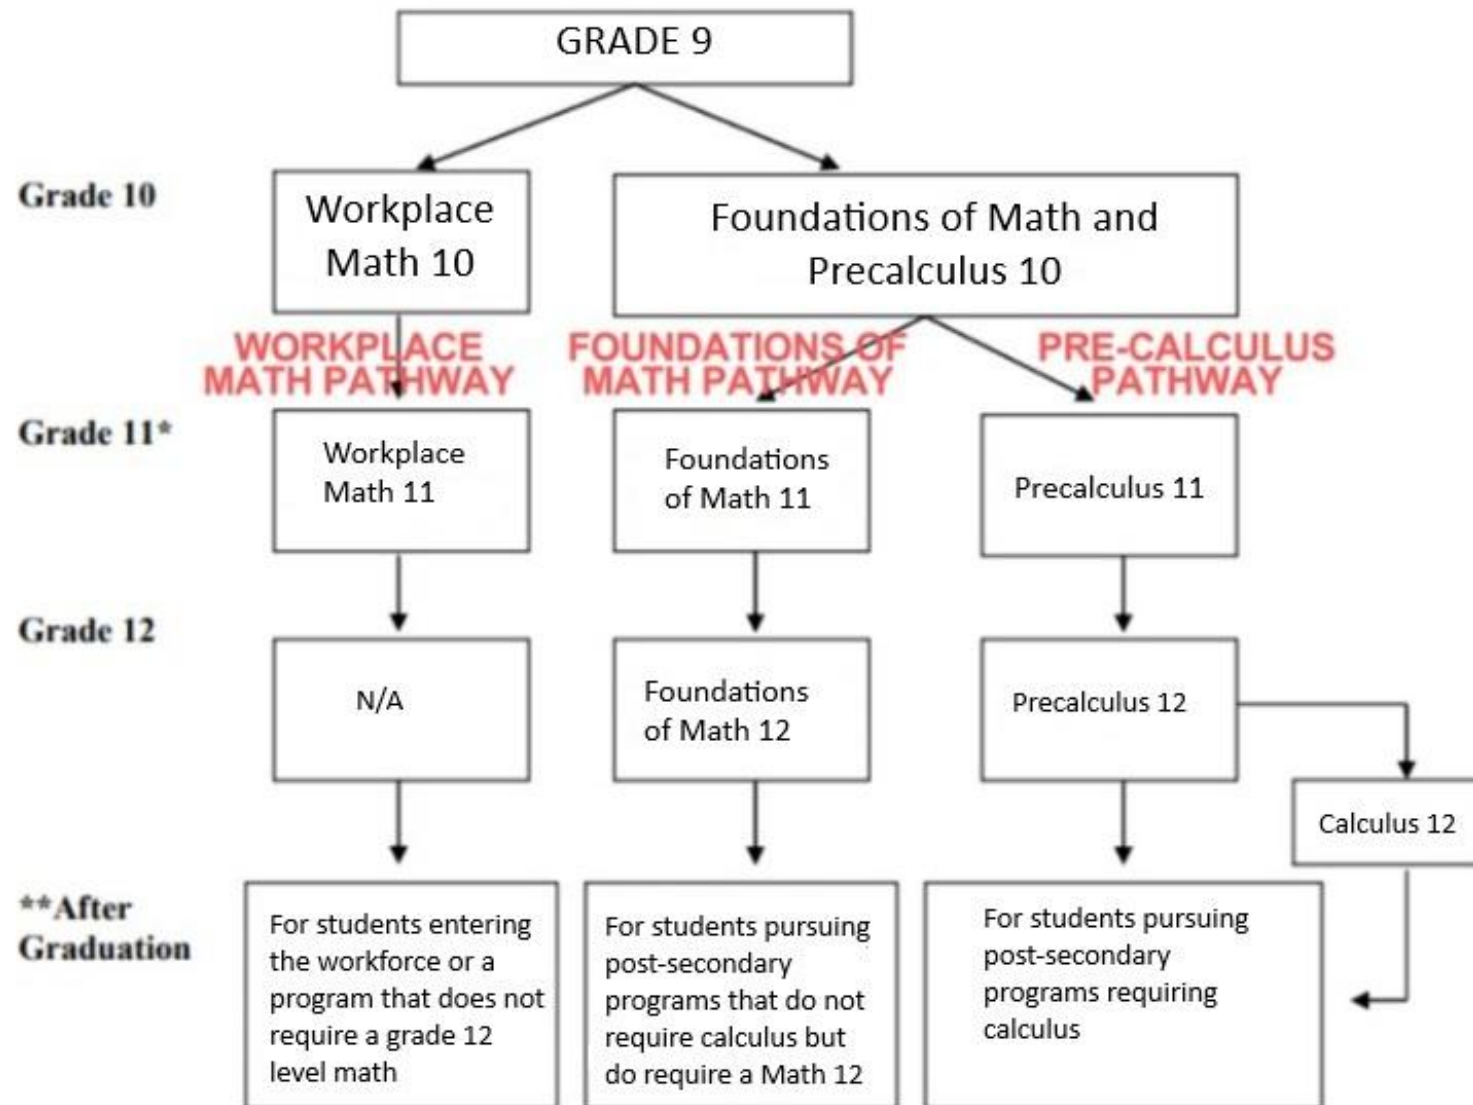 GRADE 9
Grade 10
Workplace
Math 10
Foundations of Math and
Precalculus 10
WORKPLACE
MATH PATHWAY
FOUNDATIONS OF
MATH PATHWAY
PRE-CALCULUS
PATHWAY
Grade 11*
Workplace
Math 11
Foundations
of Math 11
Precalculus 11
Grade 12
N/A
Foundations
of Math 12
Precalculus 12
Calculus 12
**After
Graduation
For students entering
the workforce or a
program that does not
require a grade 12
level math
For students pursuing
post-secondary
programs that do not
require calculus but
do require a Math 12
For students pursuing
post-secondary
programs requiring
calculus